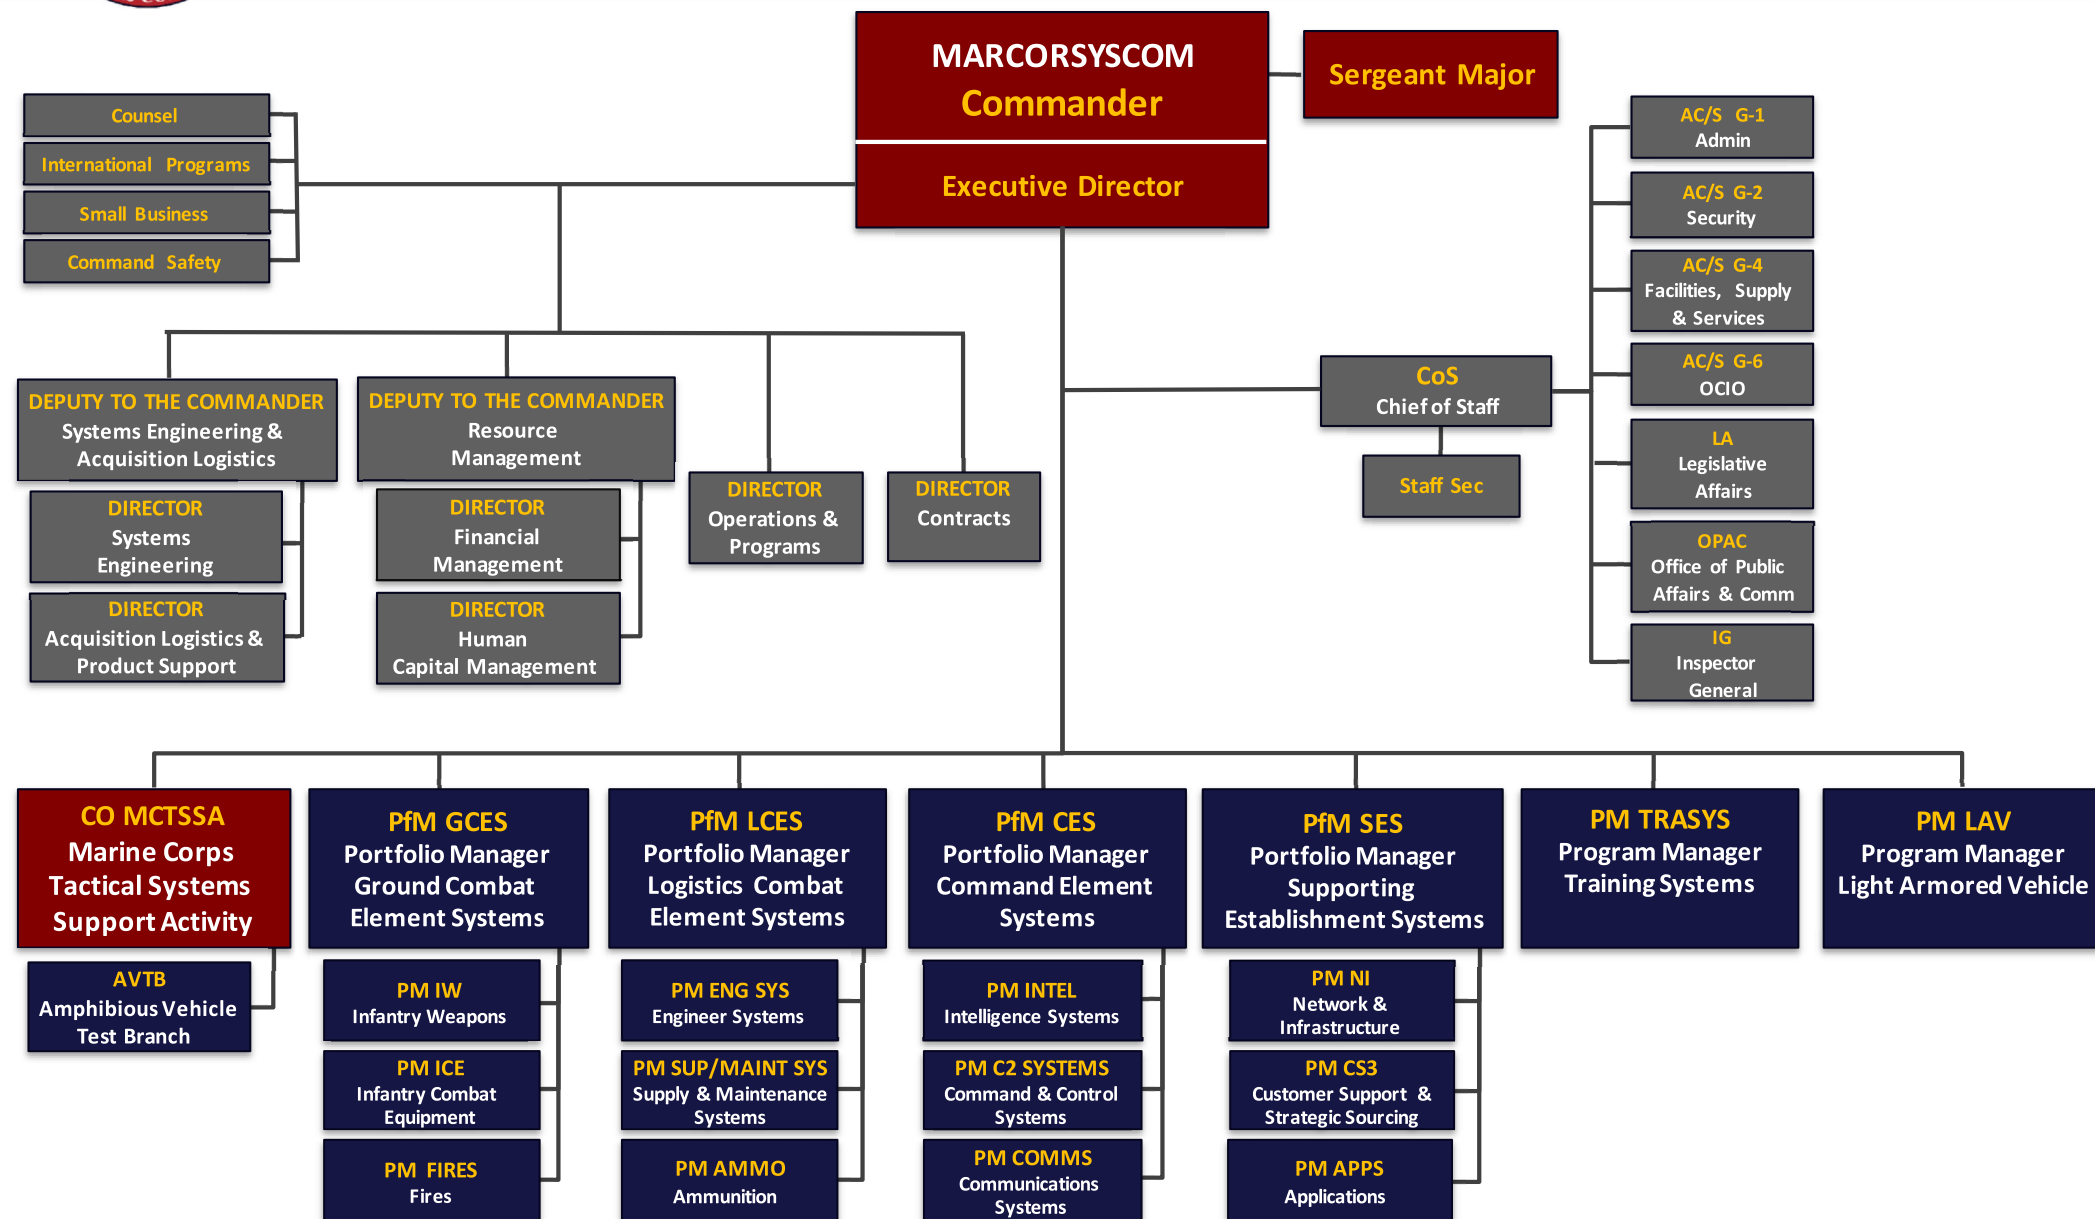 MARCORSYSCOM
Commander
Executive Director
Sergeant Major
Counsel
International Programs
Small Business
Command Safety
AC/S G-1
Admin
AC/S G-2
Security
AC/S G-4
Facilities, Supply
& Services
AC/S G-6
OCIO
LA
Legislative
Affairs
OPAC
Office of Public
Affairs & Comm
IG
Inspector
General
CoS
Chief of Staff
Staff Sec
DEPUTY TO THE COMMANDER
Systems Engineering &
Acquisition Logistics
DIRECTOR
Systems
Engineering
DIRECTOR
Acquisition Logistics &
Product Support
DEPUTY TO THE COMMANDER
Resource
Management
DIRECTOR
Financial
Management
DIRECTOR
Human
Capital Management
DIRECTOR
Operations &
Programs
DIRECTOR
Contracts
CO MCTSSA
Marine Corps
Tactical Systems
Support Activity
AVTB
Amphibious Vehicle
Test Branch
PfM GCES
Portfolio Manager
Ground Combat
Element Systems
PM IW
Infantry Weapons
PM ICE
Infantry Combat
Equipment
PM FIRES
Fires
PfM LCES
Portfolio Manager
Logistics Combat
Element Systems
PM ENG SYS
Engineer Systems
PM SUP/MAINT SYS
Supply & Maintenance
Systems
PM AMMO
Ammunition
PfM CES
Portfolio Manager
Command Element
Systems
PM INTEL
Intelligence Systems
PM C2 SYSTEMS
Command & Control
Systems
PM COMMS
Communications
Systems
PfM SES
Portfolio Manager
Supporting
Establishment Systems
PM NI
Network &
Infrastructure
PM CS3
Customer Support &
Strategic Sourcing
PM APPS
Applications
PM TRASYS
Program Manager
Training Systems
PM LAV
Program Manager
Light Armored Vehicle